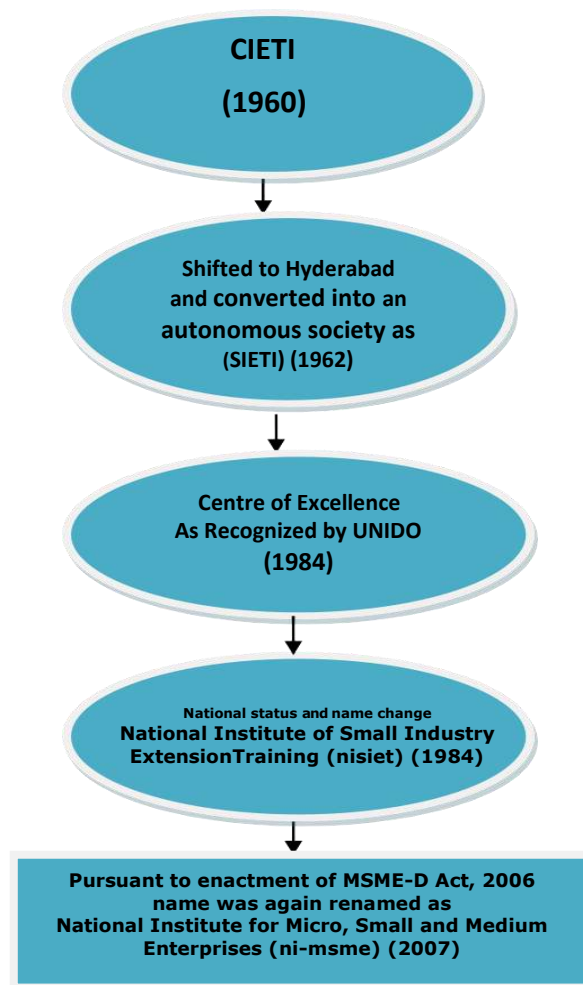 CIETI
(1960)
Shifted to Hyderabad
and converted into an
autonomous society as
(SIETI) (1962)
Centre of Excellence
As Recognized by UNIDO
(1984)
National status and name change
National Institute of Small Industry
ExtensionTraining (nisiet) (1984)
Pursuant to enactment of MSME-D Act, 2006
name was again renamed as
National Institute for Micro, Small and Medium
Enterprises (ni-msme) (2007)